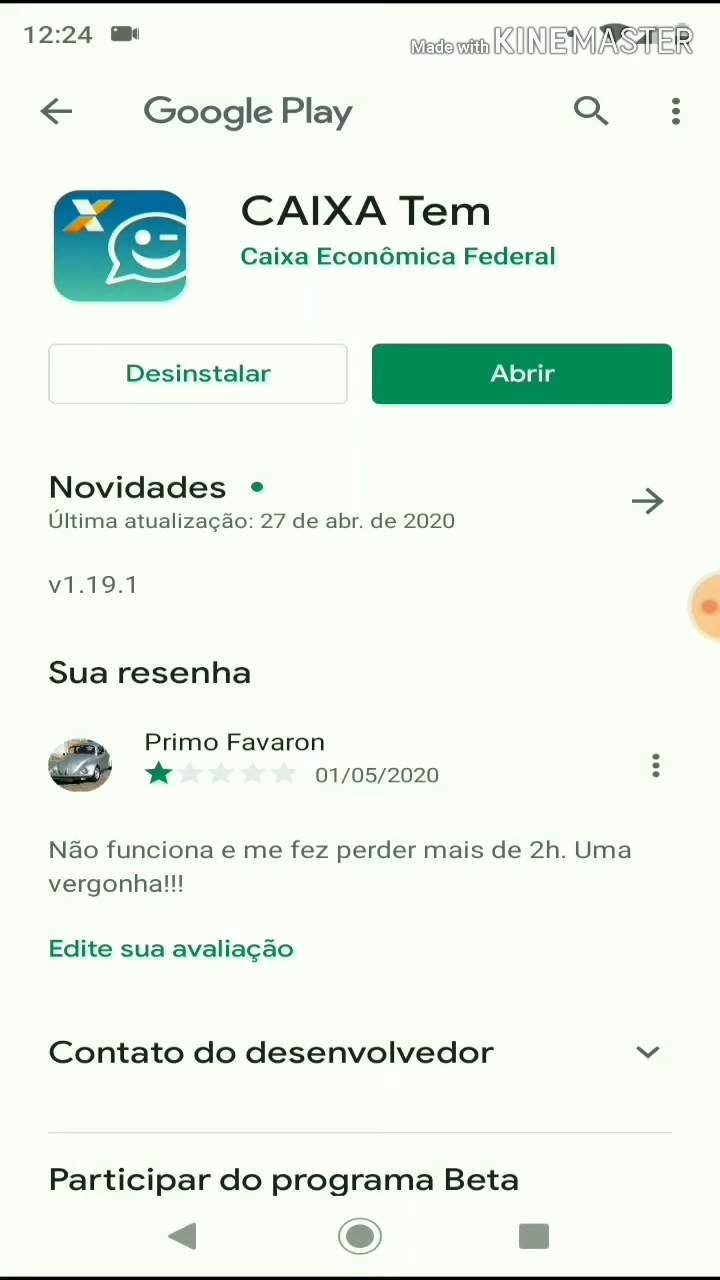 12:24
Made with KINEMASTER
Google Play
CAIXA Tem
Caixa Econômica Federal
Desinstalar
Abrir
Novidades
Última atualização: 27 de abr. de 2020
v1.19.1
Sua resenha
Primo Favaron
01/05/2020
Não funciona e me fez perder mais de 2h. Uma
vergonha!!!
Edite sua avaliação
Contato do desenvolvedor
Participar do programa Beta